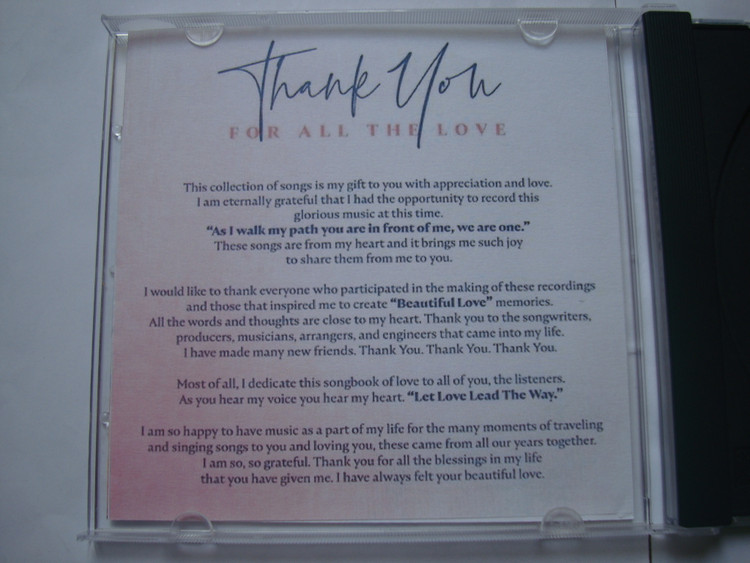 Thank You
FOR ALL THE LOVE
This collection of songs is my gift to you with appreciation and love.
I am eternally grateful that I had the opportunity to record this
glorious music at this time.
“As I walk my path you are in front of me, we are one.”
These songs are from my heart and it brings me such joy
to share them from me to you.
I would like to thank everyone who participated in the making of these recordings
and those that inspired me to create “Beautiful Love” memories.
All the words and thoughts are close to my heart. Thank you to the songwriters,
producers, musicians, arrangers, and engineers that came into my life.
I have made many new friends. Thank You. Thank You. Thank You.
Most of all, I dedicate this songbook of love to all of you, the listeners.
As you hear my voice you hear my heart. “Let Love Lead The Way.”
I am so happy to have music as a part of my life for the many moments of traveling
and singing songs to you and loving you, these came from all our years together.
I am so, so grateful. Thank you for all the blessings in my life
that you have given me. I have always felt your beautiful love.